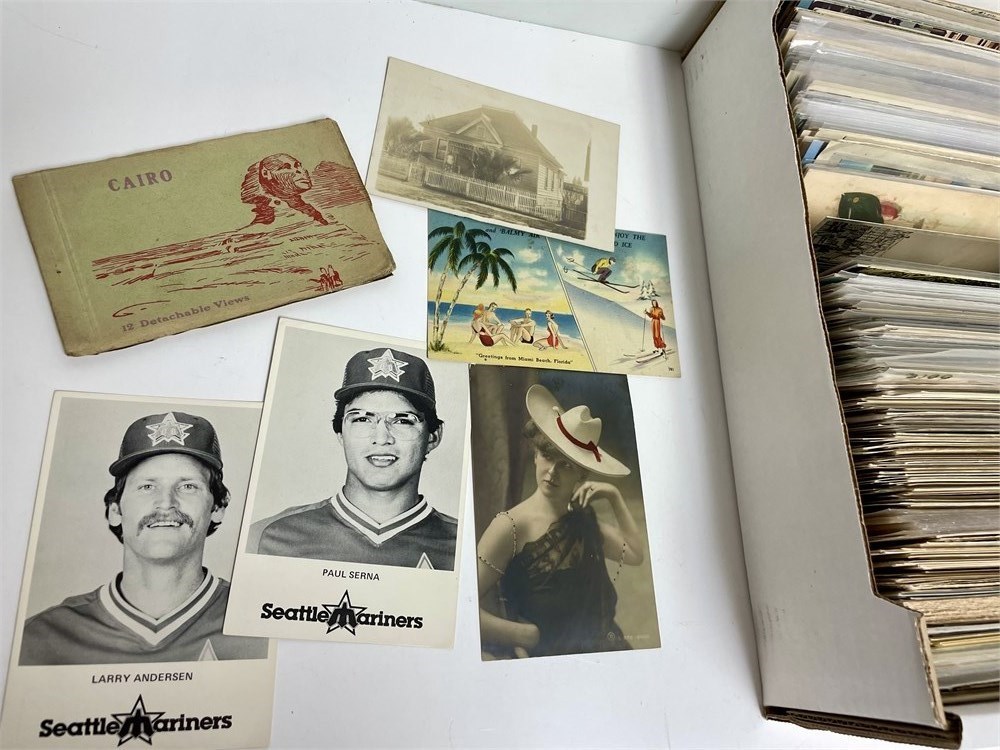 CAIRO
12 Detachable Views
and BALMY
ENJOY THE
ICE
"Greetings from Miami Beach, Florida"
PAUL SERNA
Seattle Mariners
LARRY ANDERSEN
Seattle Mariners